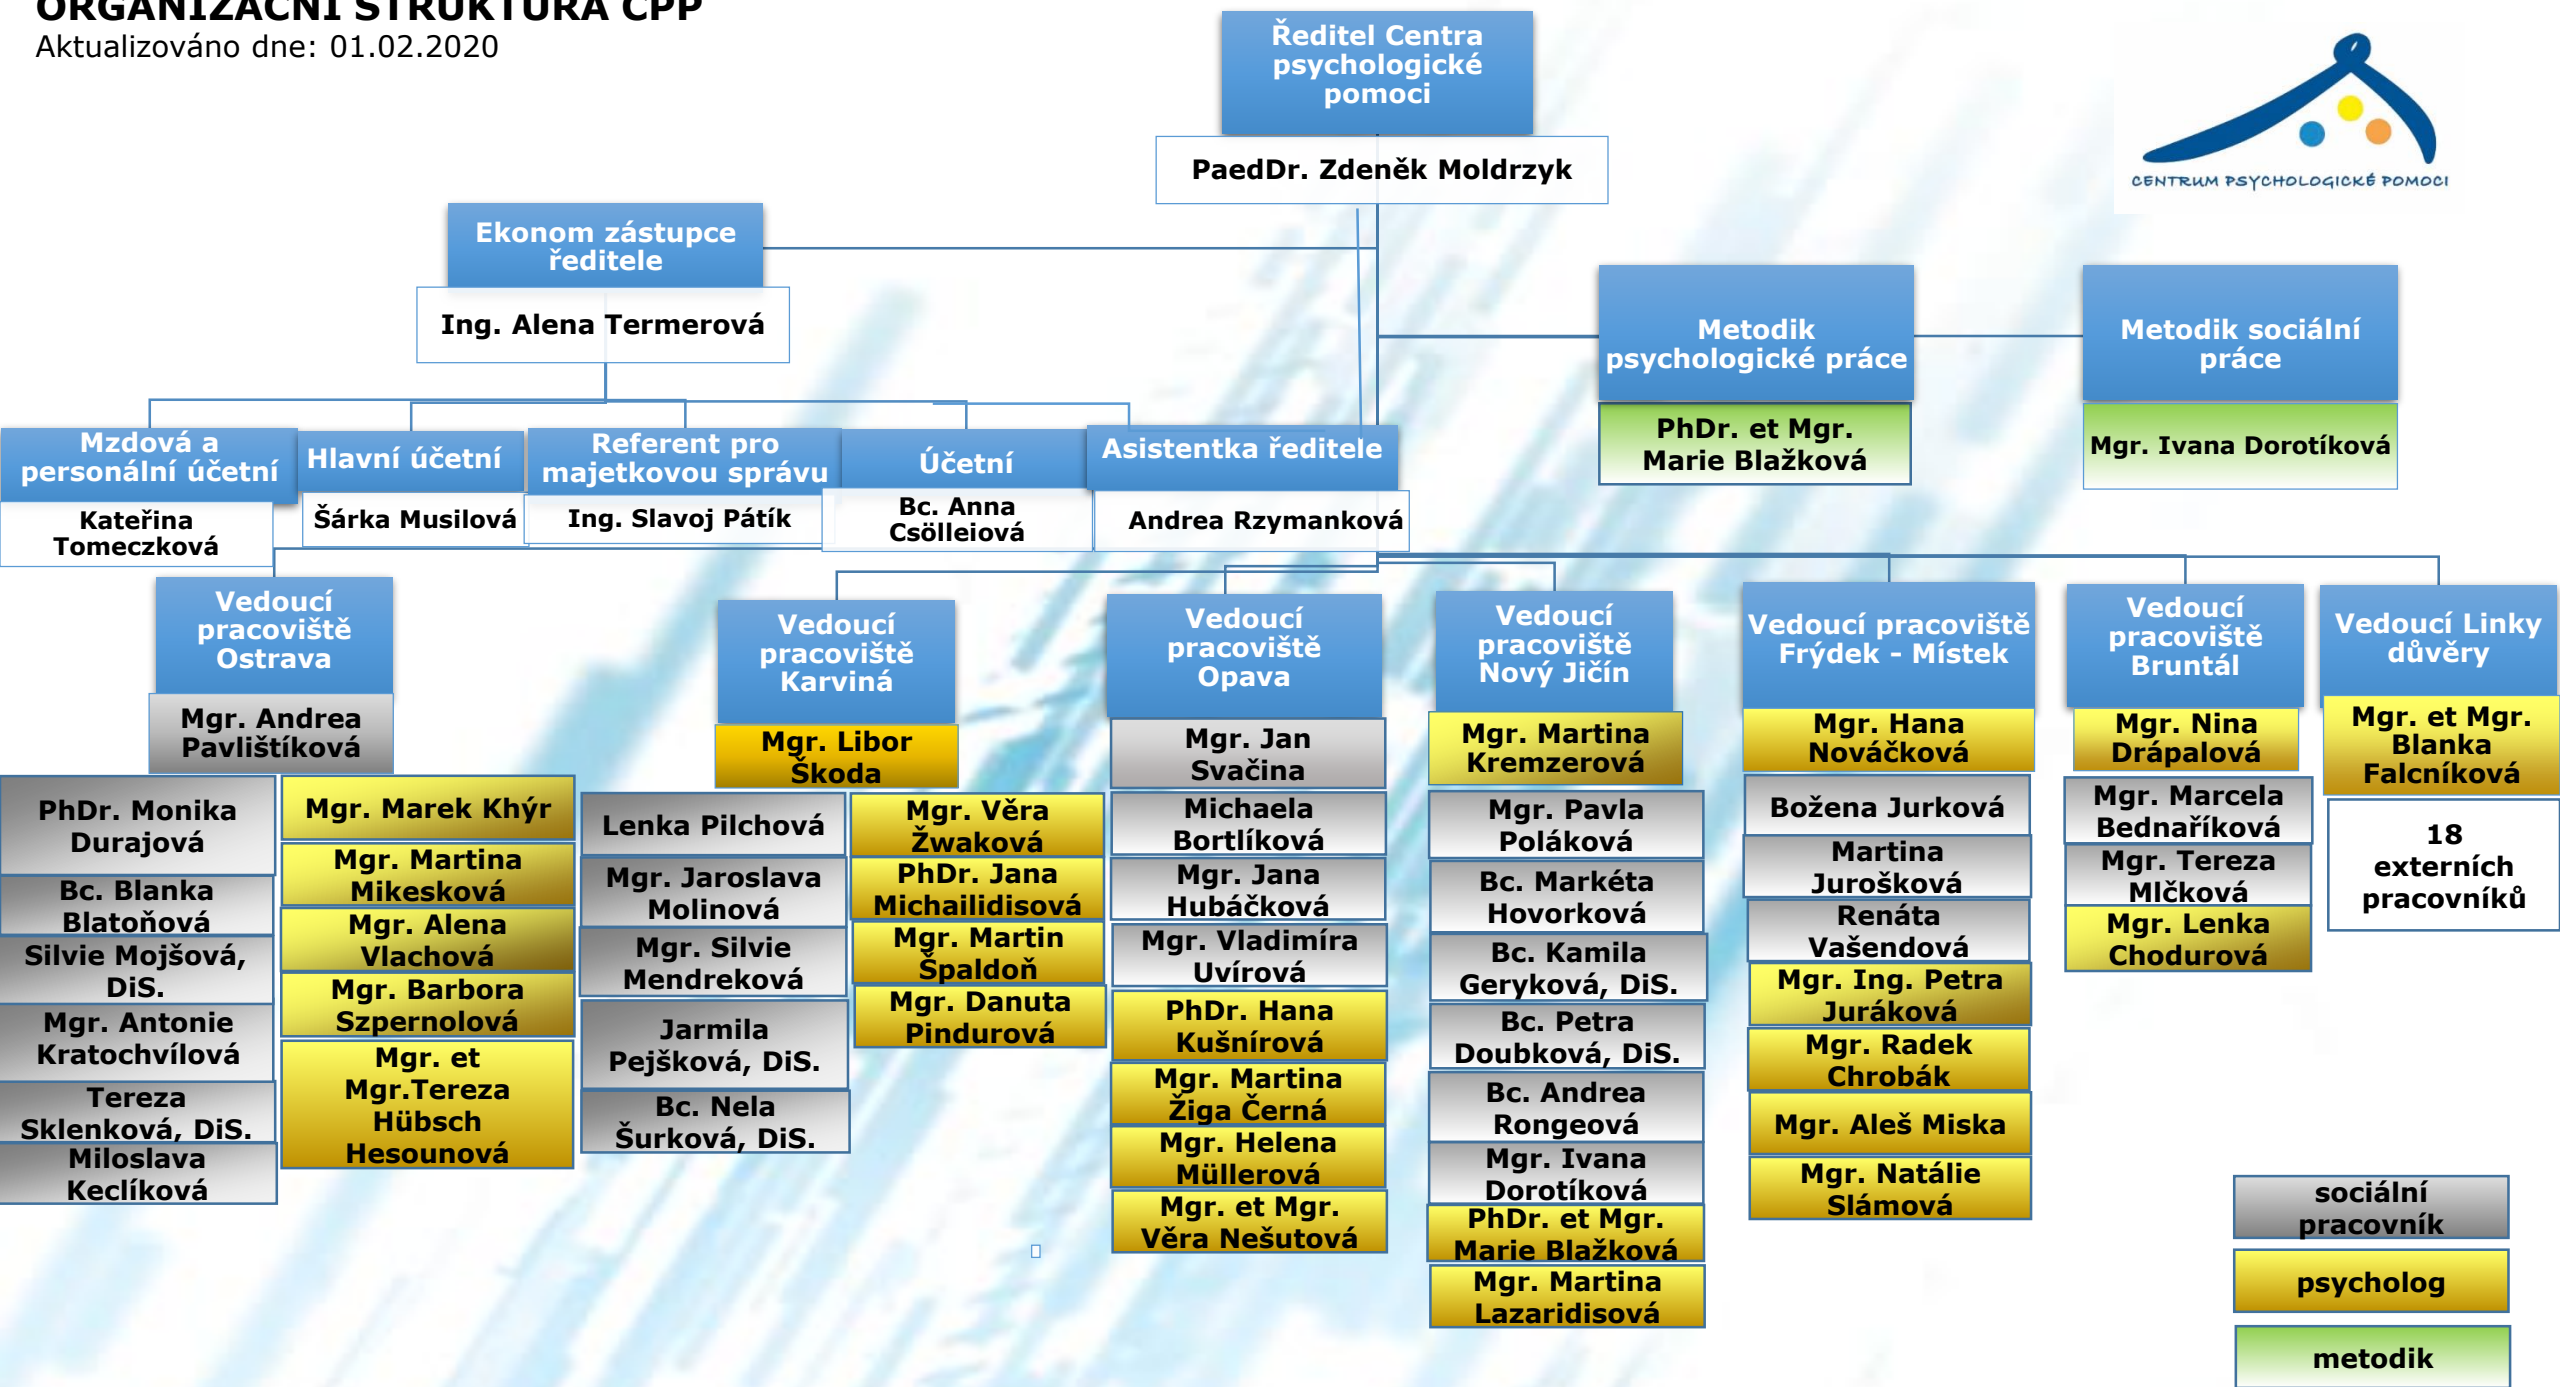 ORGANIZAČNÍ STRUKTURA CPP
Aktualizováno dne: 01.02.2020
Ředitel Centra
psychologické
pomoci
PaedDr. Zdeněk Moldrzyk
CENTRUM PSYCHOLOGICKÉ POMOCI
Ekonom zástupce
ředitele
Ing. Alena Termerová
Metodik
psychologické práce
PhDr. et Mgr.
Marie Blažková
Metodik sociální
práce
Mgr. Ivana Dorotíková
Mzdová a
personální účetní
Kateřina
Tomeczková
Hlavní účetní
Šárka Musilová
Referent pro
majetkovou správu
Ing. Slavoj Pátík
Účetní
Bc. Anna
Csölleiová
Asistentka ředitele
Andrea Rzymanková
Vedoucí
pracoviště
Ostrava
Mgr. Andrea
Pavlištíková
PhDr. Monika
Durajová
Bc. Blanka
Blatoňová
Silvie Mojšová,
DiS.
Mgr. Antonie
Kratochvílová
Tereza
Sklenková, DiS.
Miloslava
Keclíková
Mgr. Marek Khýr
Mgr. Martina
Mikesková
Mgr. Alena
Vlachová
Mgr. Barbora
Szpernolová
Mgr. et
Mgr.Tereza
Hübsch
Hesounová
Vedoucí
pracoviště
Karviná
Mgr. Libor
Škoda
Lenka Pilchová
Mgr. Jaroslava
Molinová
Mgr. Silvie
Mendreková
Jarmila
Pejšková, DiS.
Bc. Nela
Šurková, DiS.
Mgr. Věra
Žwaková
PhDr. Jana
Michailidisová
Mgr. Martin
Špaldoň
Mgr. Danuta
Pindurová
Vedoucí
pracoviště
Opava
Mgr. Jan
Svačina
Michaela
Bortlíková
Mgr. Jana
Hubáčková
Mgr. Vladimíra
Uvírová
PhDr. Hana
Kušnírová
Mgr. Martina
Žiga Černá
Mgr. Helena
Müllerová
Mgr. et Mgr.
Věra Nešutová
Vedoucí
pracoviště
Nový Jičín
Mgr. Martina
Kremzerová
Mgr. Pavla
Poláková
Bc. Markéta
Hovorková
Bc. Kamila
Geryková, DiS.
Bc. Petra
Doubková, DiS.
Bc. Andrea
Rongeová
Mgr. Ivana
Dorotíková
PhDr. et Mgr.
Marie Blažková
Mgr. Martina
Lazaridisová
Vedoucí pracoviště
Frýdek - Místek
Mgr. Hana
Nováčková
Božena Jurková
Martina
Jurošková
Renáta
Vašendová
Mgr. Ing. Petra
Juráková
Mgr. Radek
Chrobák
Mgr. Aleš Miska
Mgr. Natálie
Slámová
Vedoucí
pracoviště
Bruntál
Mgr. Nina
Drápalová
Mgr. Marcela
Bednaříková
Mgr. Tereza
Mlčková
Mgr. Lenka
Chodurová
Vedoucí Linky
důvěry
Mgr. et Mgr.
Blanka
Falcníková
18
externích
pracovníků
sociální
pracovník
psycholog
metodik